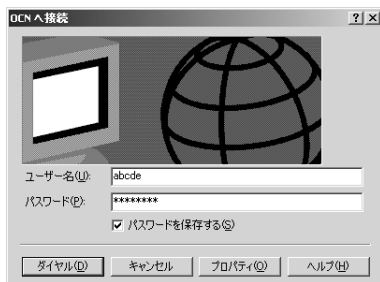 OCN へ接続
ユーザー名(U): abcde
パスワード(P): ********
パスワードを保存する(S)
ダイヤル(D) キャンセル プロパティ(O) ヘルプ(H)